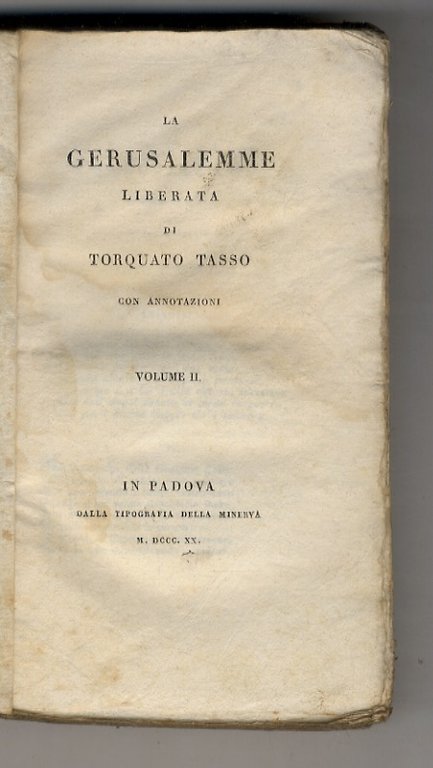 LA
GERUSALEMME
LIBERATA
DI
TORQUATO TASSO
CON ANNOTAZIONI
VOLUME II.
IN PADOVA
DALLA TIPOGRAFIA DELLA MINERVA
M. DCCC. XX.